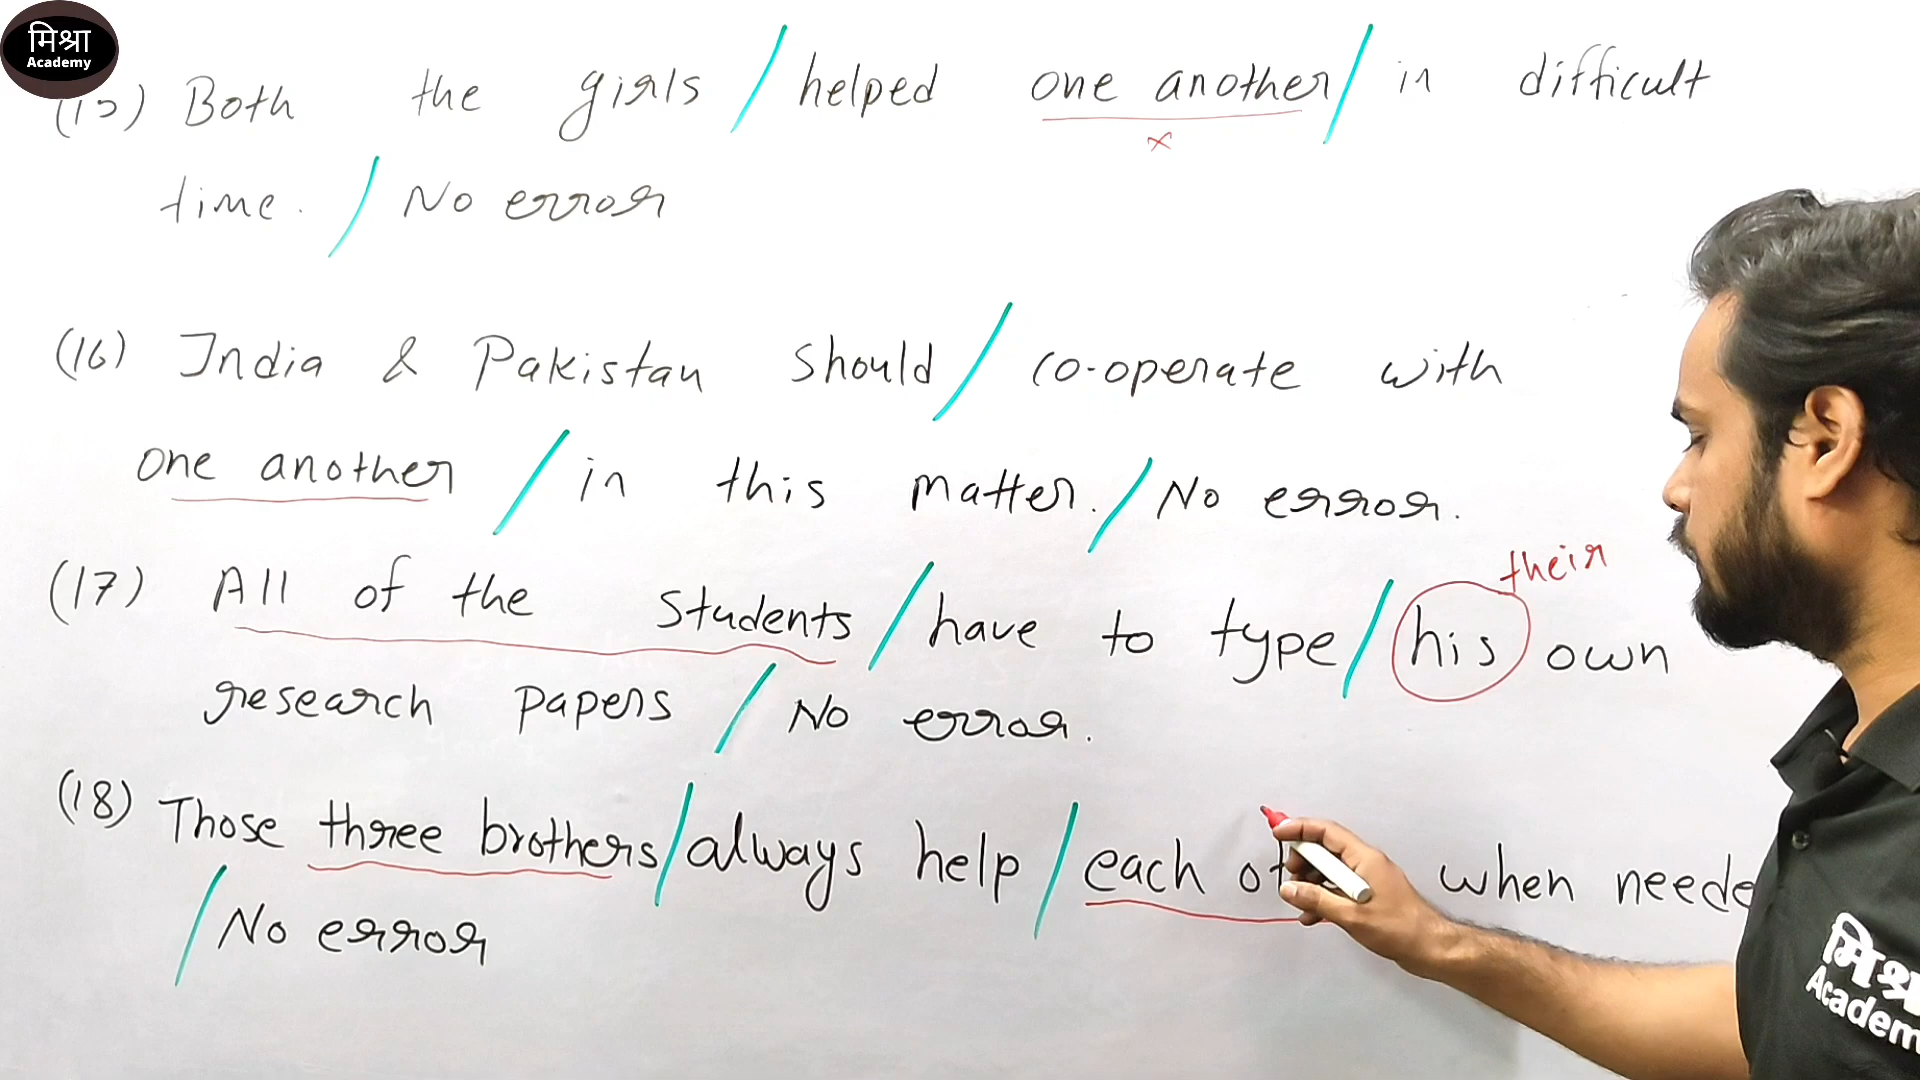 मिश्रा
Academy
(15) Both the girls / helped one another / in difficult
time. / No error
(16) India & Pakistan should / co-operate with
one another / in this matter. / No error.
their
(17) All of the students / have to type / his own
research papers / No error.
(18) Those three brothers / always help / each when neede
/ No error
मिश्रा
Academy